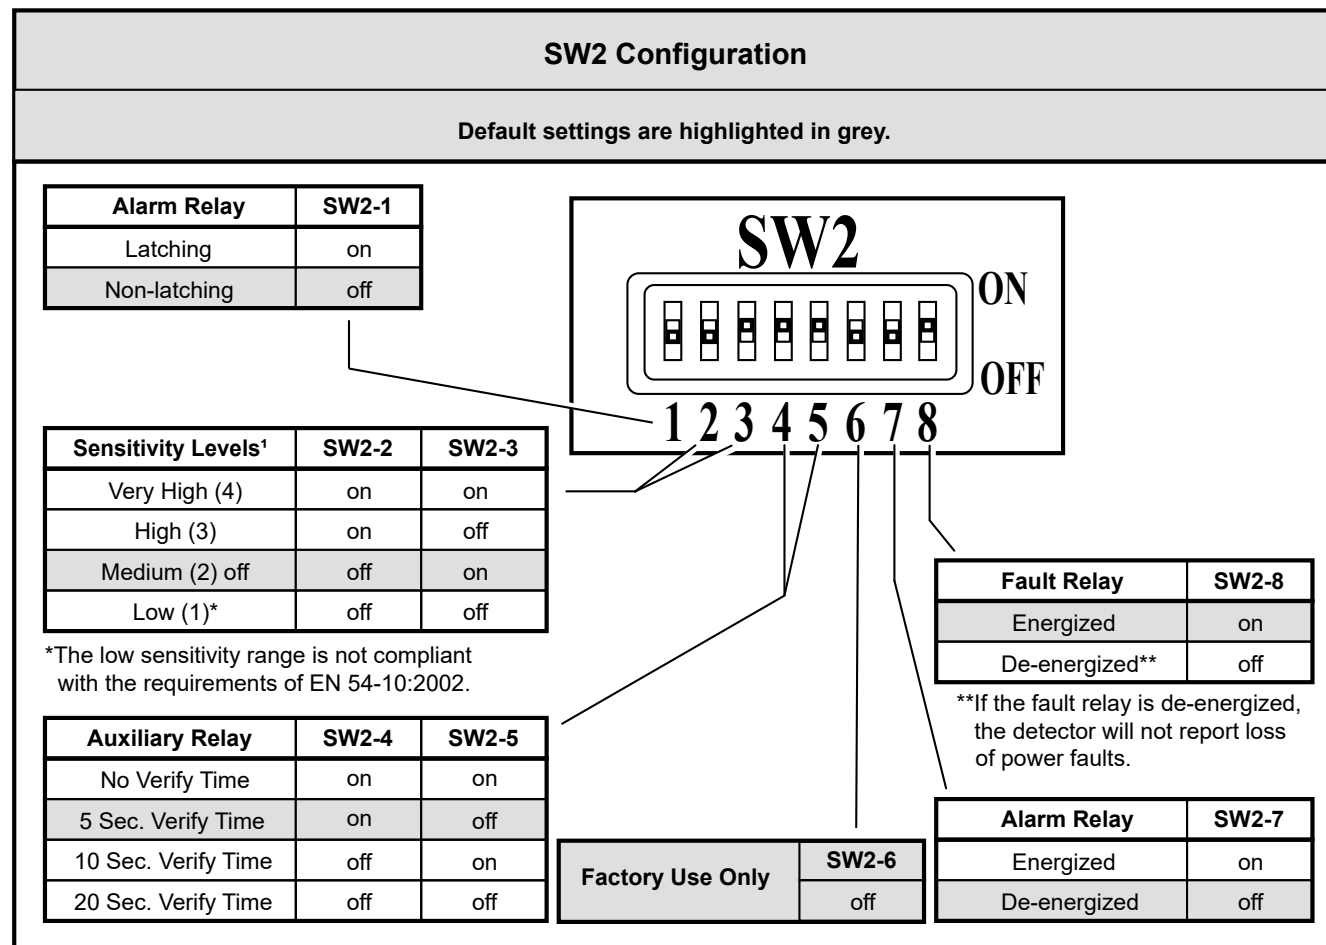 SW2 Configuration
Default settings are highlighted in grey.
Alarm Relay SW2-1
Latching on
Non-latching off
SW2
ON
OFF
1 2 3 4 5 6 7 8
Sensitivity Levels¹ SW2-2 SW2-3
Very High (4) on on
High (3) on off
Medium (2) off off on
Low (1)* off off
*The low sensitivity range is not compliant
with the requirements of EN 54-10:2002.
Auxiliary Relay SW2-4 SW2-5
No Verify Time on on
5 Sec. Verify Time on off
10 Sec. Verify Time off on
20 Sec. Verify Time off off
Factory Use Only SW2-6
off
Fault Relay SW2-8
Energized on
De-energized** off
**If the fault relay is de-energized,
the detector will not report loss
of power faults.
Alarm Relay SW2-7
Energized on
De-energized off